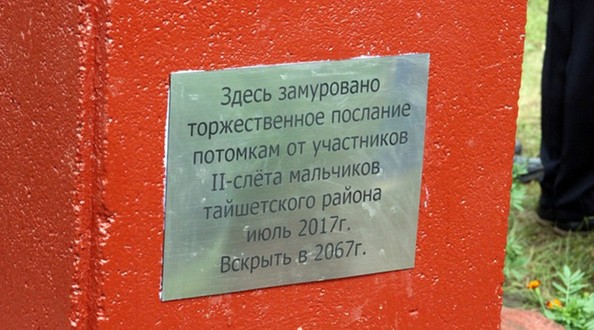 Здесь замуровано
торжественное послание
потомкам от участников
II-слёта мальчиков
тайшетского района
июль 2017г.
Вскрыть в 2067г.